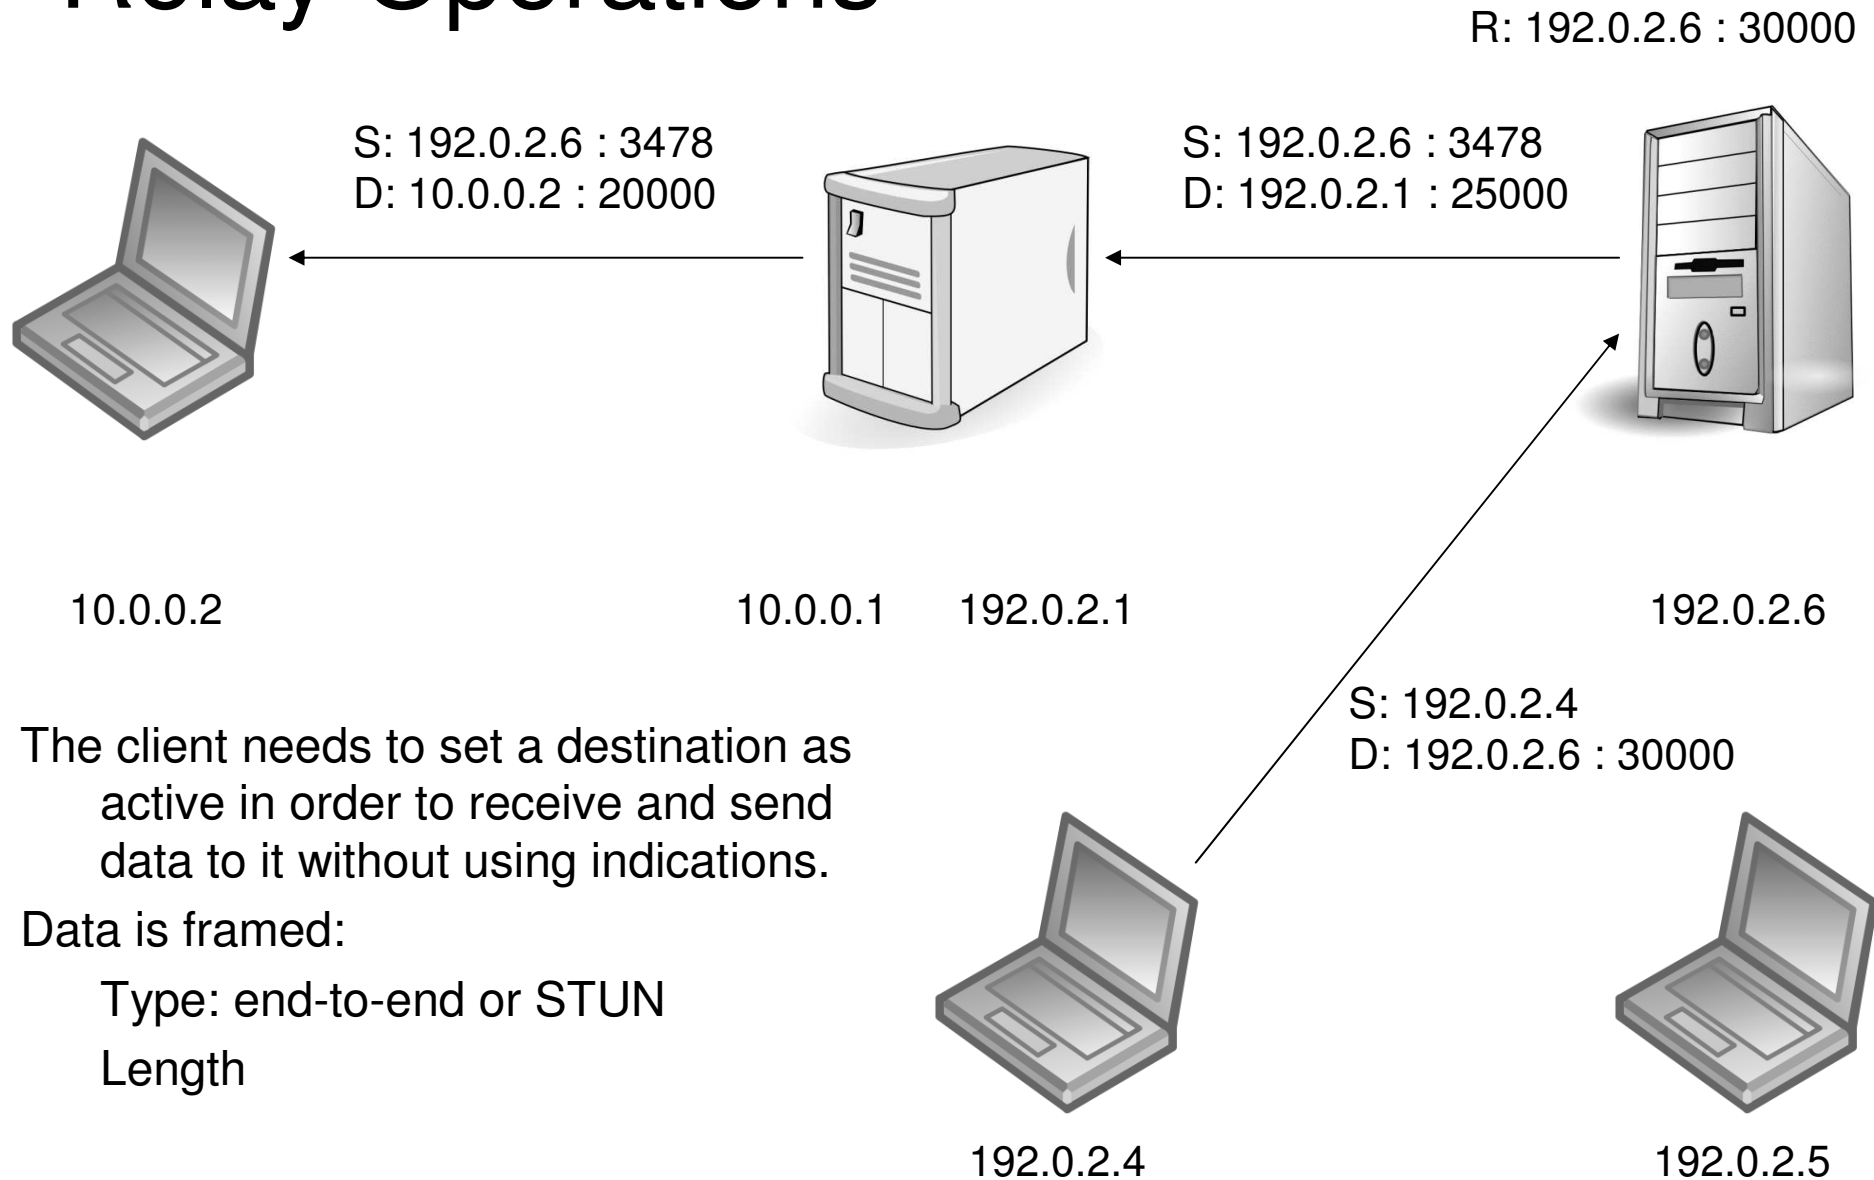 Relay Operations
R: 192.0.2.6 : 30000
S: 192.0.2.6 : 3478
D: 10.0.0.2 : 20000
S: 192.0.2.6 : 3478
D: 192.0.2.1 : 25000
10.0.0.2
10.0.0.1
192.0.2.1
192.0.2.6
S: 192.0.2.4
D: 192.0.2.6 : 30000
The client needs to set a destination as
active in order to receive and send
data to it without using indications.
Data is framed:
Type: end-to-end or STUN
Length
192.0.2.4
192.0.2.5